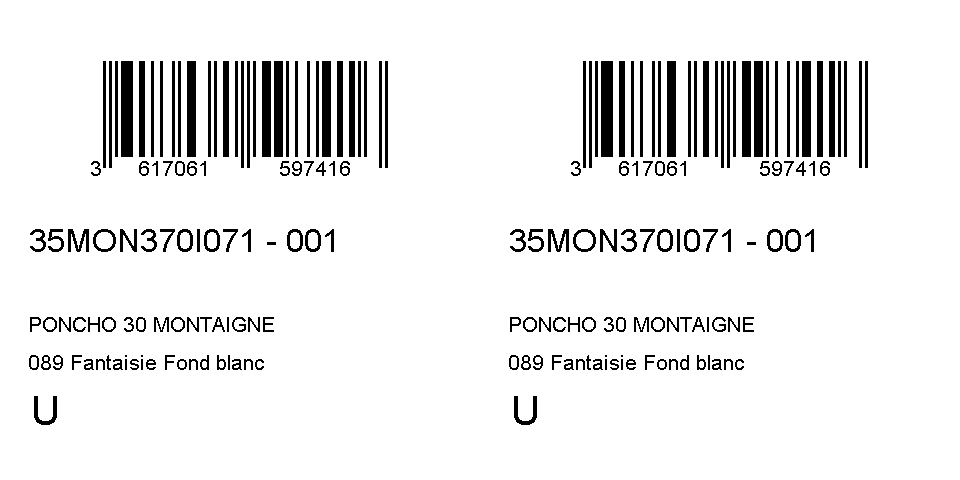 3 617061 597416
35MON370I071 - 001
PONCHO 30 MONTAIGNE
089 Fantaisie Fond blanc
U
3 617061 597416
35MON370I071 - 001
PONCHO 30 MONTAIGNE
089 Fantaisie Fond blanc
U